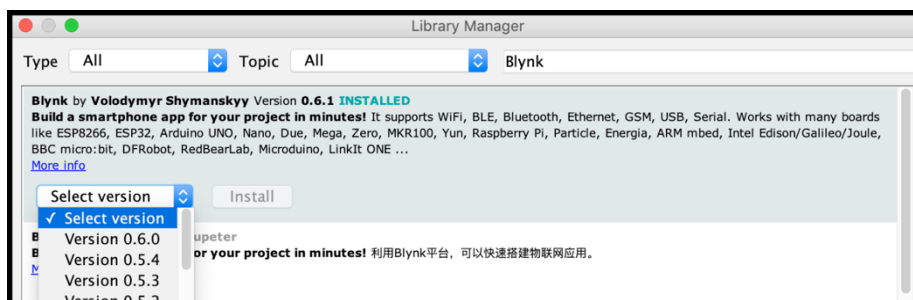 Library Manager
Type All Topic All Blynk
Blynk by Volodymyr Shymanskyy Version 0.6.1 INSTALLED
Build a smartphone app for your project in minutes! It supports WiFi, BLE, Bluetooth, Ethernet, GSM, USB, Serial. Works with many boards
like ESP8266, ESP32, Arduino UNO, Nano, Due, Mega, Zero, MKR100, Yun, Raspberry Pi, Particle, Energia, ARM mbed, Intel Edison/Galileo/Joule,
BBC micro:bit, DFRobot, RedBearLab, Microduino, LinkIt ONE ...
More info
Select version Install
✓ Select version
Version 0.6.0
Version 0.5.4
Version 0.5.3
your project in minutes! 利用Blynk平台，可以快速搭建物联网应用。